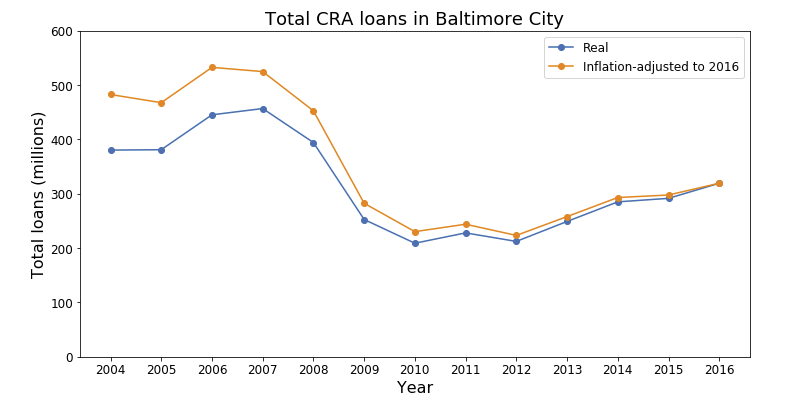 Total CRA loans in Baltimore City
Real
Inflation-adjusted to 2016
Total loans (millions)
600
500
400
300
200
100
0
2004 2005 2006 2007 2008 2009 2010 2011 2012 2013 2014 2015 2016
Year